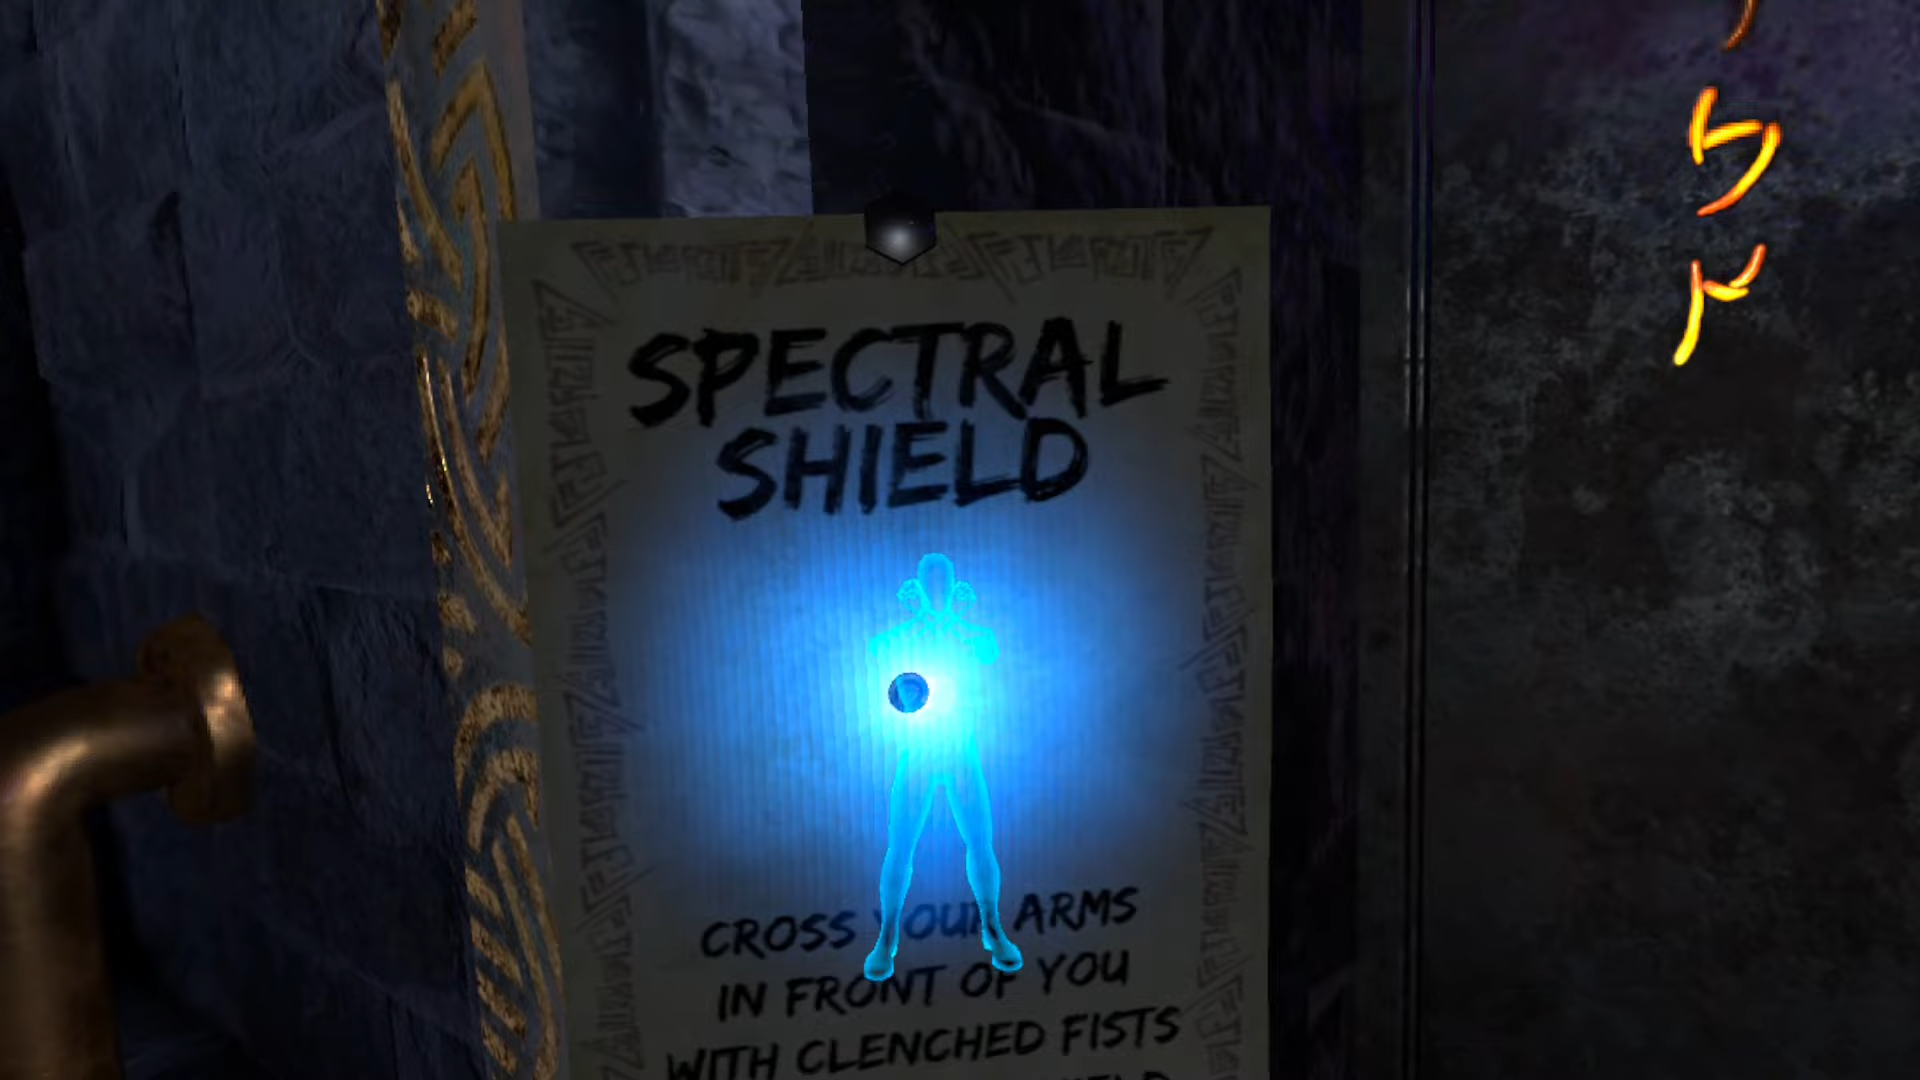 SPECTRAL
SHIELD
CROSS YOUR ARMS
IN FRONT OF YOU
WITH CLENCHED FISTS